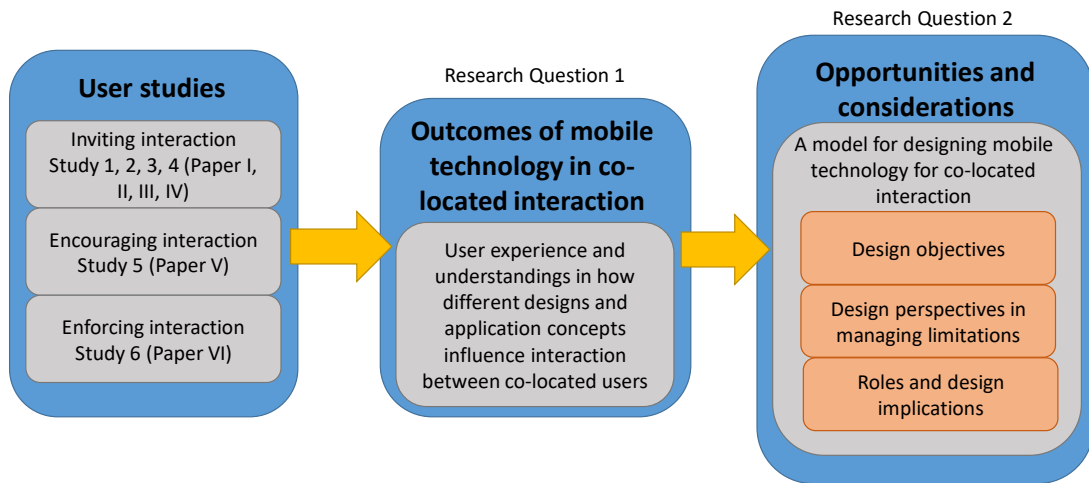 User studies
Inviting interaction
Study 1, 2, 3, 4 (Paper I,
II, III, IV)
Encouraging interaction
Study 5 (Paper V)
Enforcing interaction
Study 6 (Paper VI)
Research Question 1
Outcomes of mobile
technology in co-
located interaction
User experience and
understandings in how
different designs and
application concepts
influence interaction
between co-located users
Research Question 2
Opportunities and
considerations
A model for designing mobile
technology for co-located
interaction
Design objectives
Design perspectives in
managing limitations
Roles and design
implications